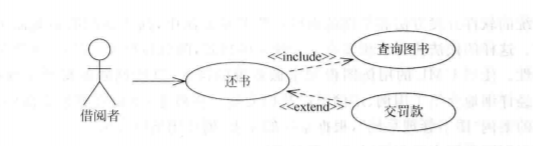 <<include>>
查询图书
还书
<<extend>>
交罚款
借阅者